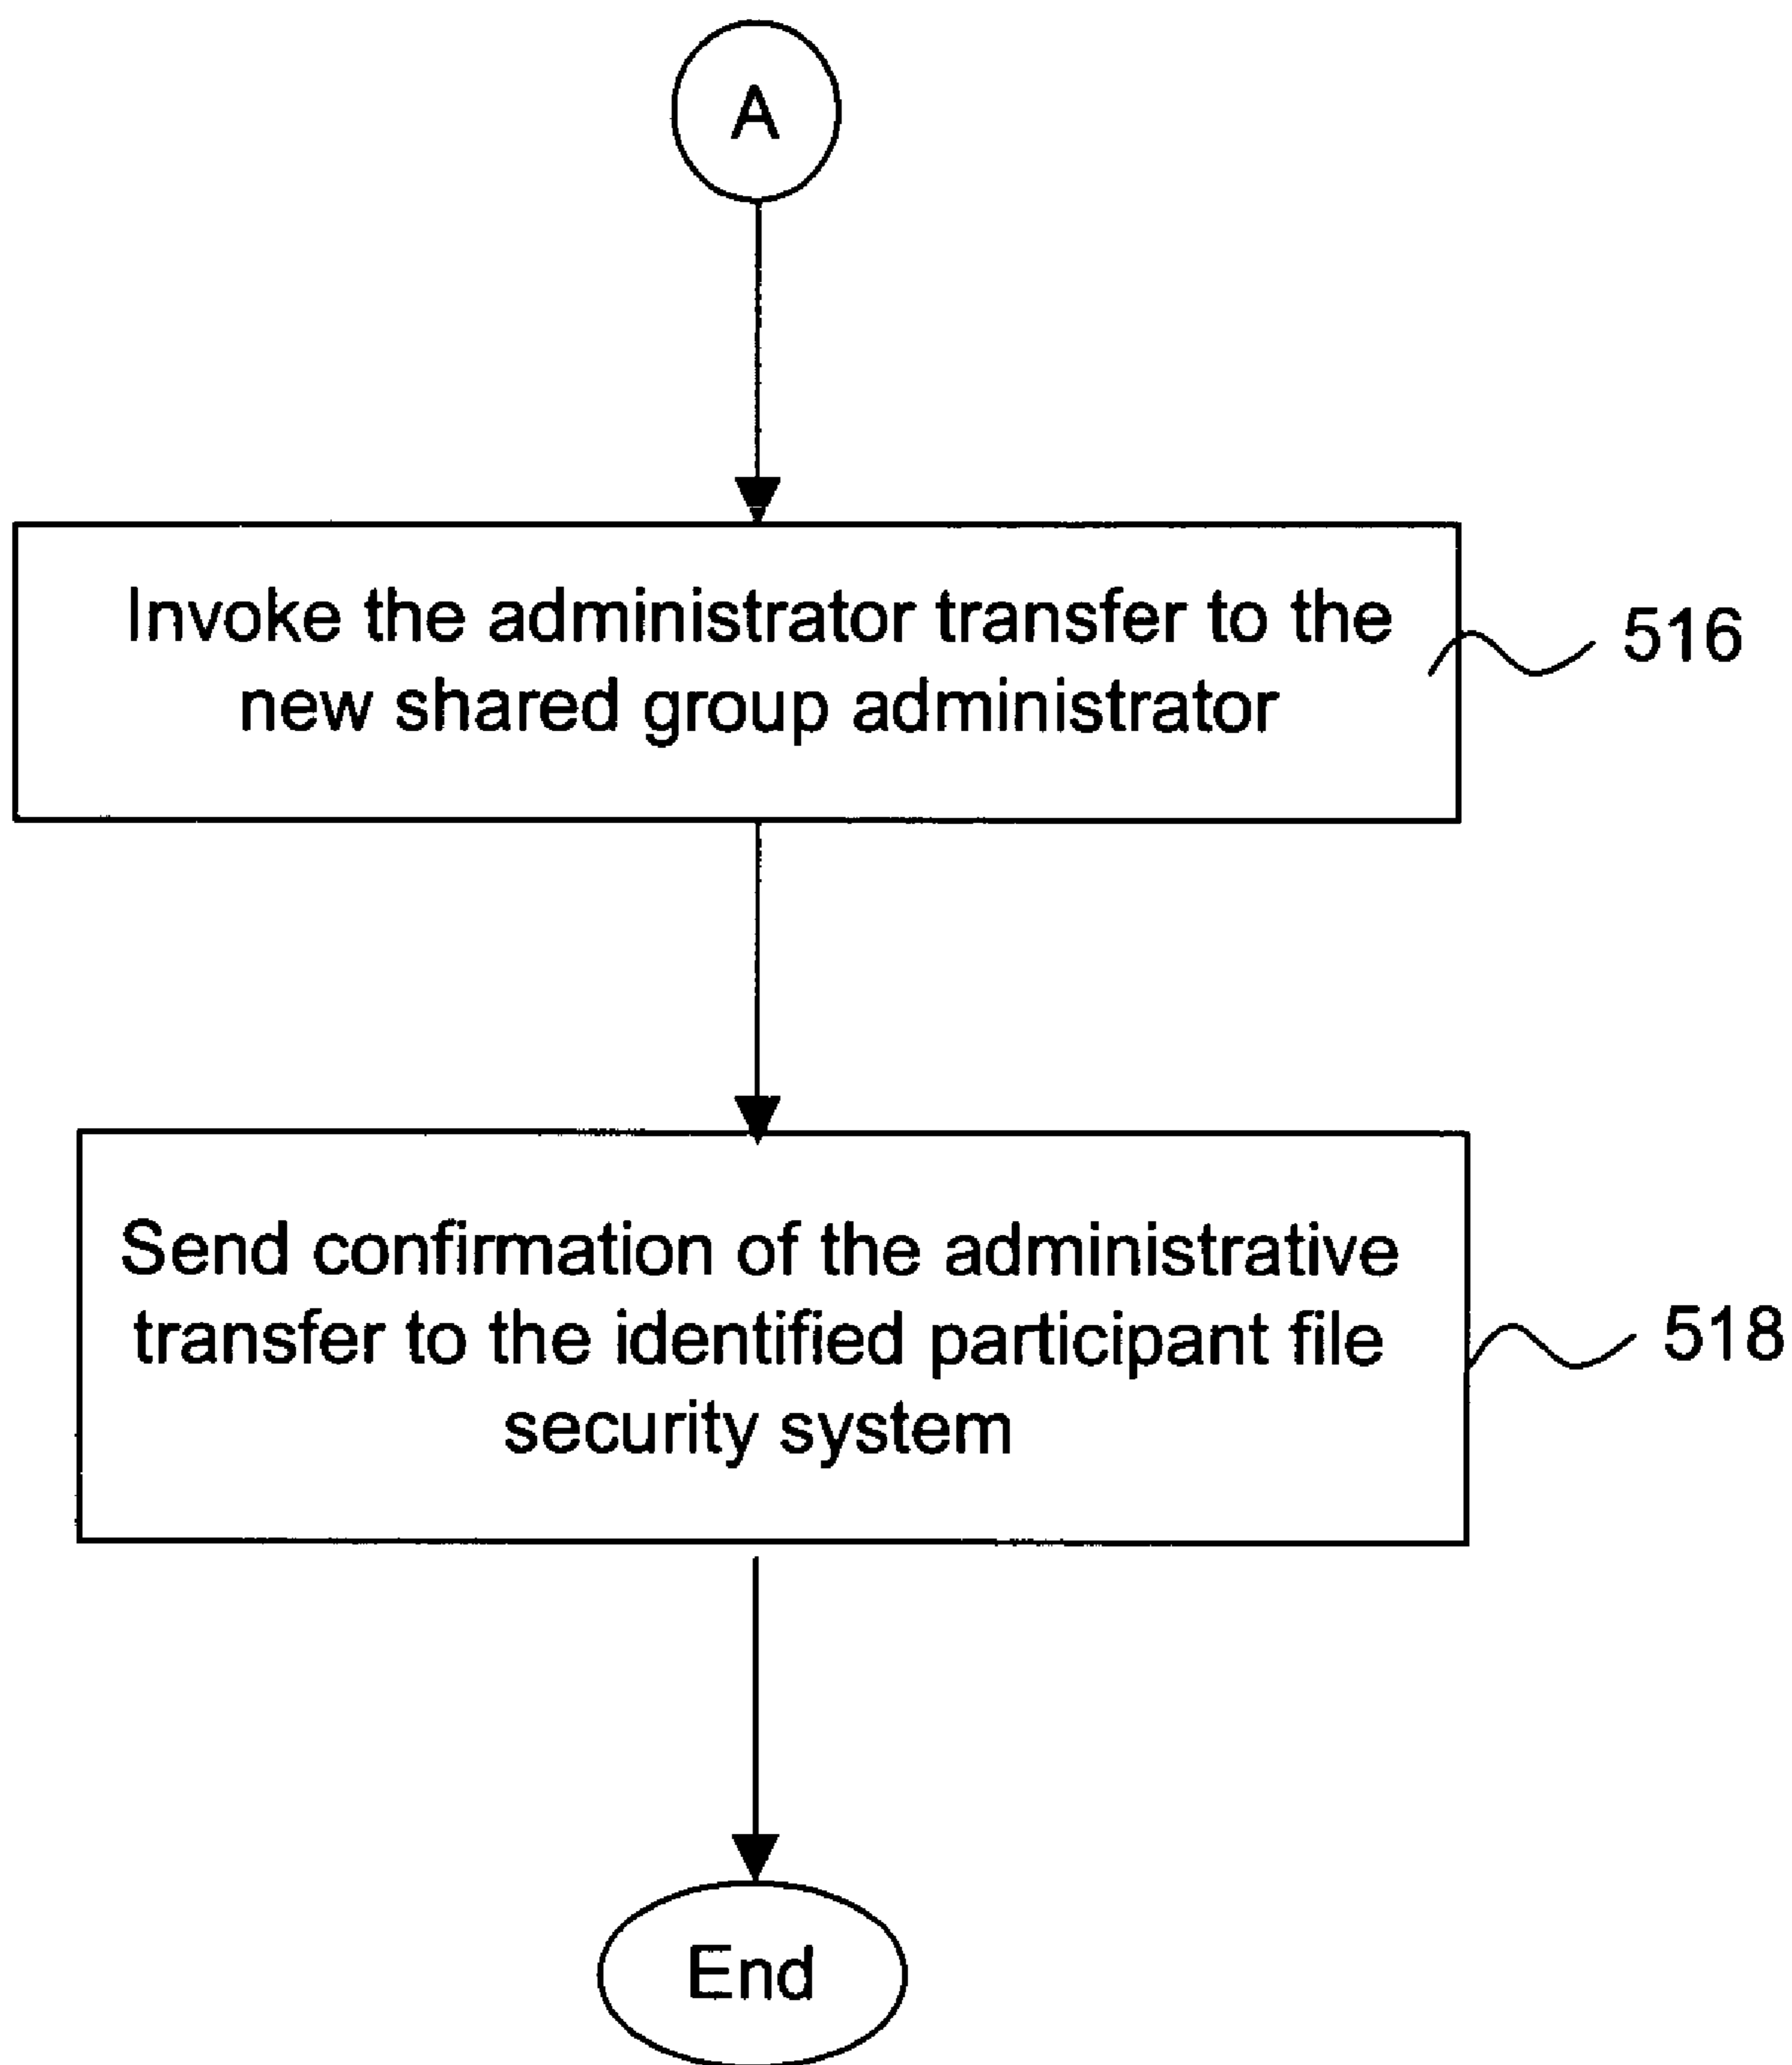 A
Invoke the administrator transfer to the
new shared group administrator
516
Send confirmation of the administrative
transfer to the identified participant file
security system
518
End